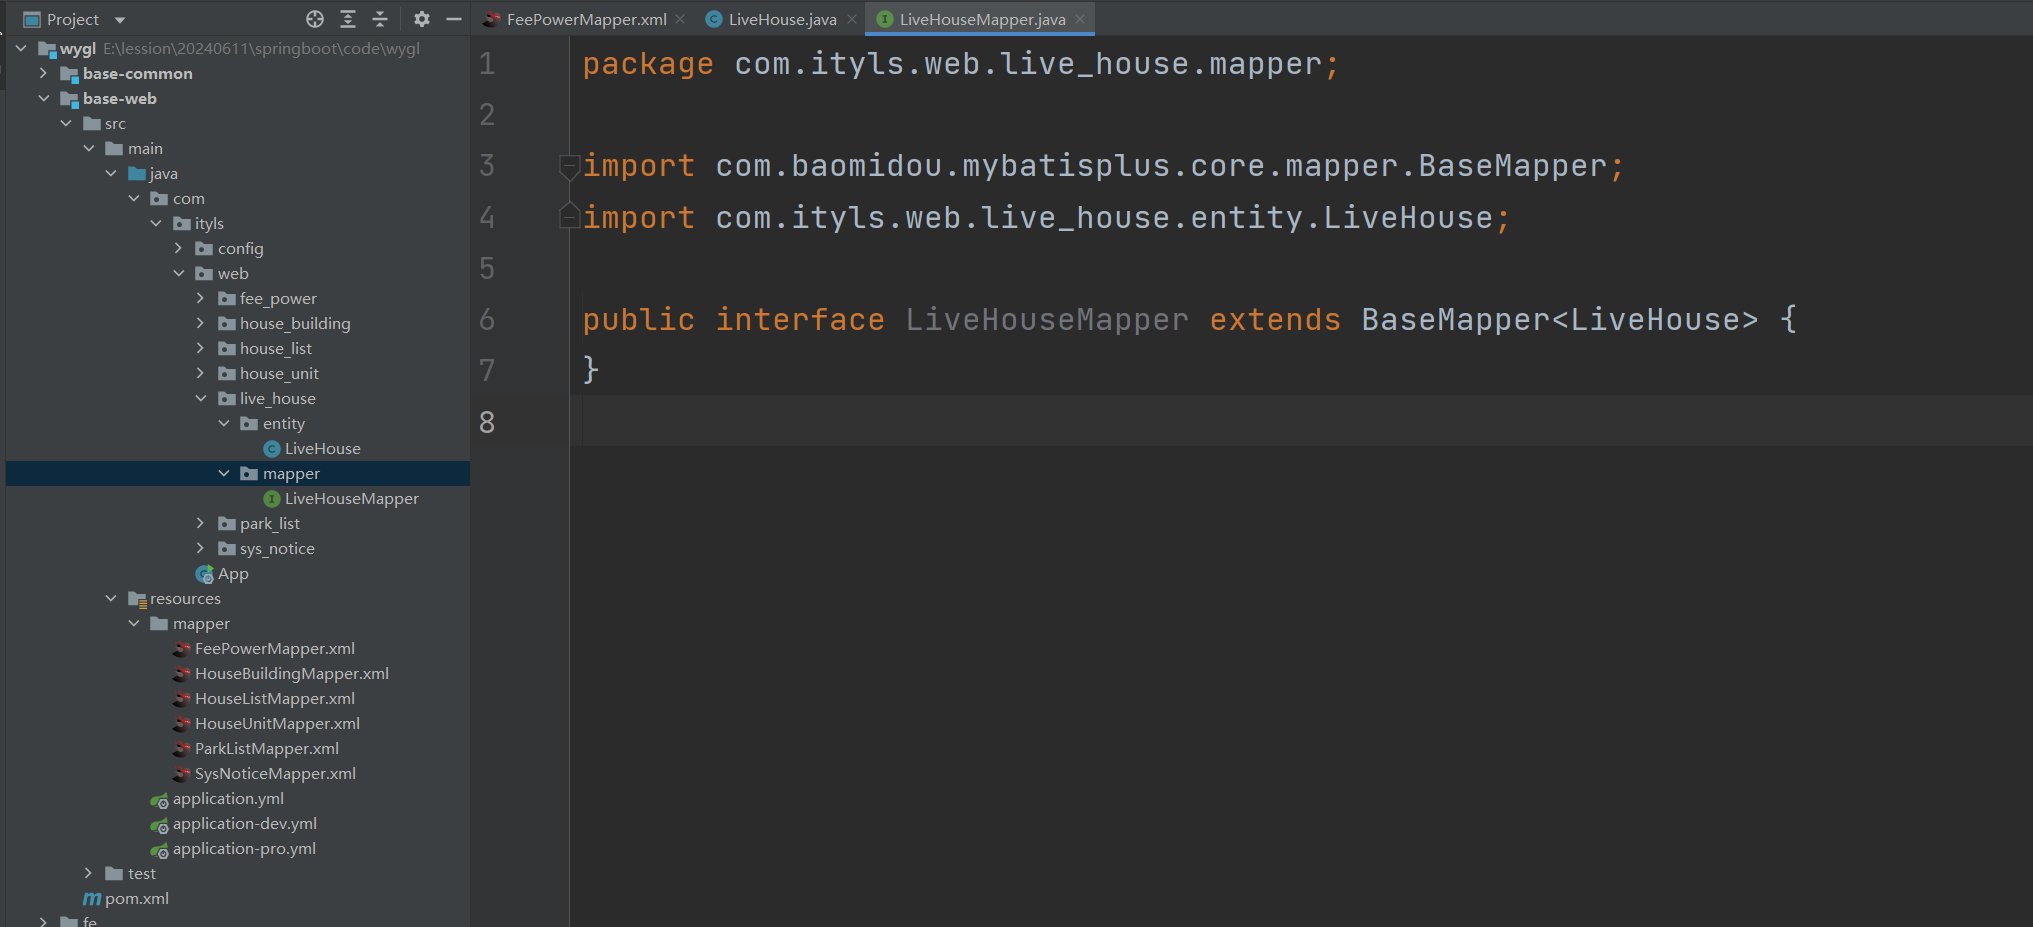 Project
wygl E:\lession\20240611\springboot\code\wygl
base-common
base-web
src
main
java
com
ityls
config
web
fee_power
house_building
house_list
house_unit
live_house
entity
LiveHouse
mapper
LiveHouseMapper
park_list
sys_notice
App
resources
mapper
FeePowerMapper.xml
HouseBuildingMapper.xml
HouseListMapper.xml
HouseUnitMapper.xml
ParkListMapper.xml
SysNoticeMapper.xml
application.yml
application-dev.yml
application-pro.yml
test
pom.xml
fe
FeePowerMapper.xml LiveHouse.java LiveHouseMapper.java
1 package com.ityls.web.live_house.mapper;
2
3 import com.baomidou.mybatisplus.core.mapper.BaseMapper;
4 import com.ityls.web.live_house.entity.LiveHouse;
5
6 public interface LiveHouseMapper extends BaseMapper<LiveHouse> {
7 }
8